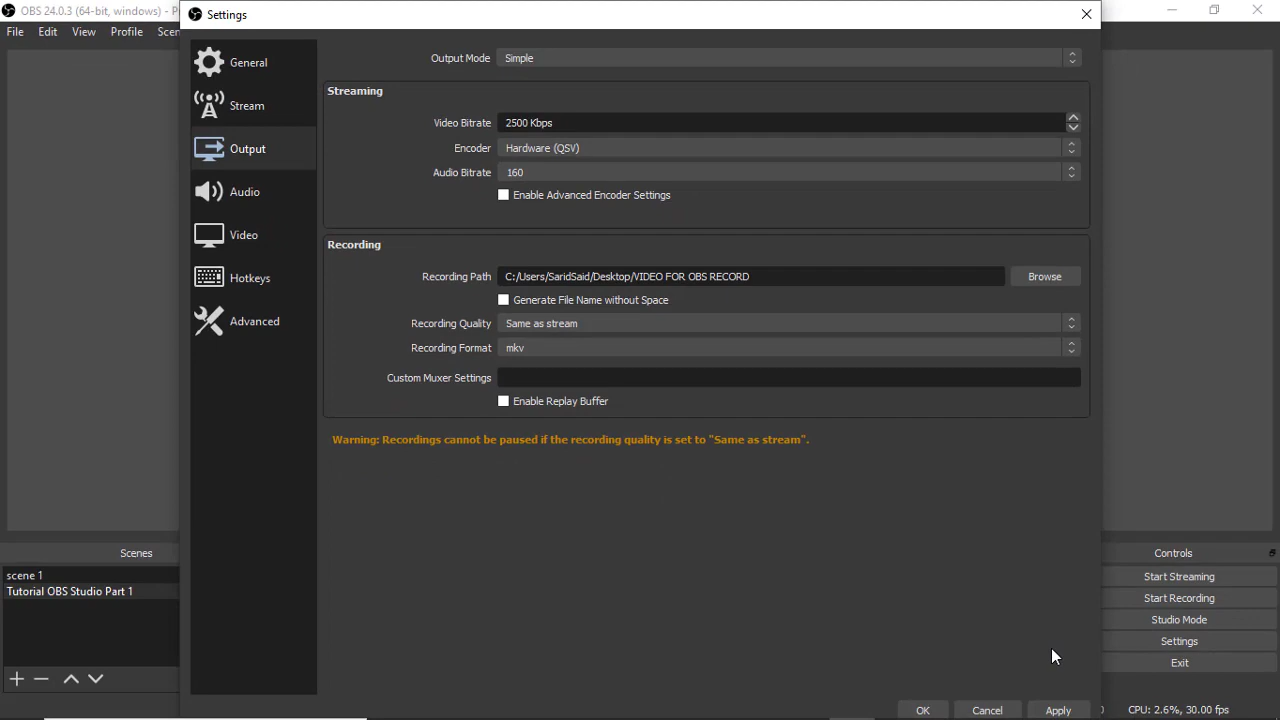 OBS 24.0.3 (64-bit, windows) - P
Settings
File Edit View Profile Scen
General
Stream
Output
Audio
Video
Hotkeys
Advanced
Output Mode Simple
Streaming
Video Bitrate 2500 Kbps
Encoder Hardware (QSV)
Audio Bitrate 160
Enable Advanced Encoder Settings
Recording
Recording Path C:/Users/SaridSaid/Desktop/VIDEO FOR OBS RECORD Browse
Generate File Name without Space
Recording Quality Same as stream
Recording Format mkv
Custom Muxer Settings
Enable Replay Buffer
Warning: Recordings cannot be paused if the recording quality is set to "Same as stream".
Scenes
scene 1
Tutorial OBS Studio Part 1
Controls
Start Streaming
Start Recording
Studio Mode
Settings
Exit
OK Cancel Apply
0 CPU: 2.6%, 30.00 fps